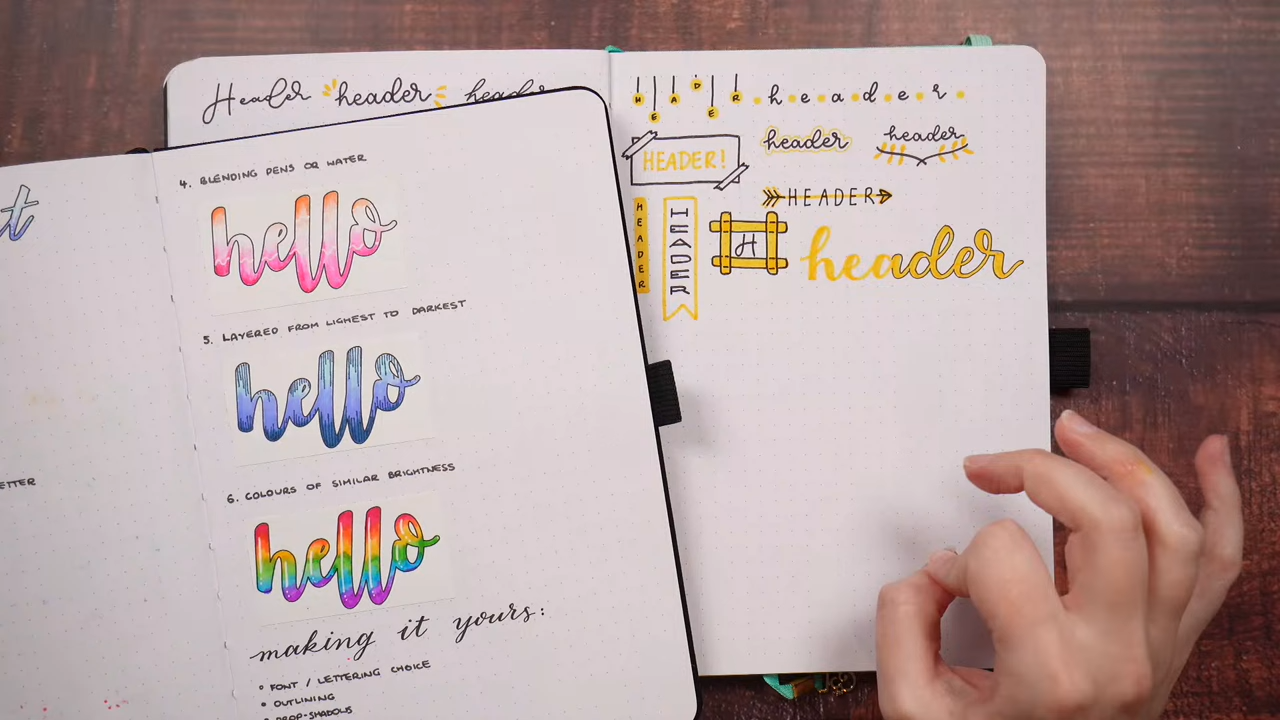 4. BLENDING PENS OR WATER
hello
5. LAYERED FROM LIGHEST TO DARKEST
hello
6. COLOURS OF SIMILAR BRIGHTNESS
hello
making it yours:
° FONT / LETTERING CHOICE
° OUTLINING
° DROP-SHADOWS
Header header header
HEADER h.e.a.d.e.r.
HEADER! header header
HEADER
HEADER HEADER H header